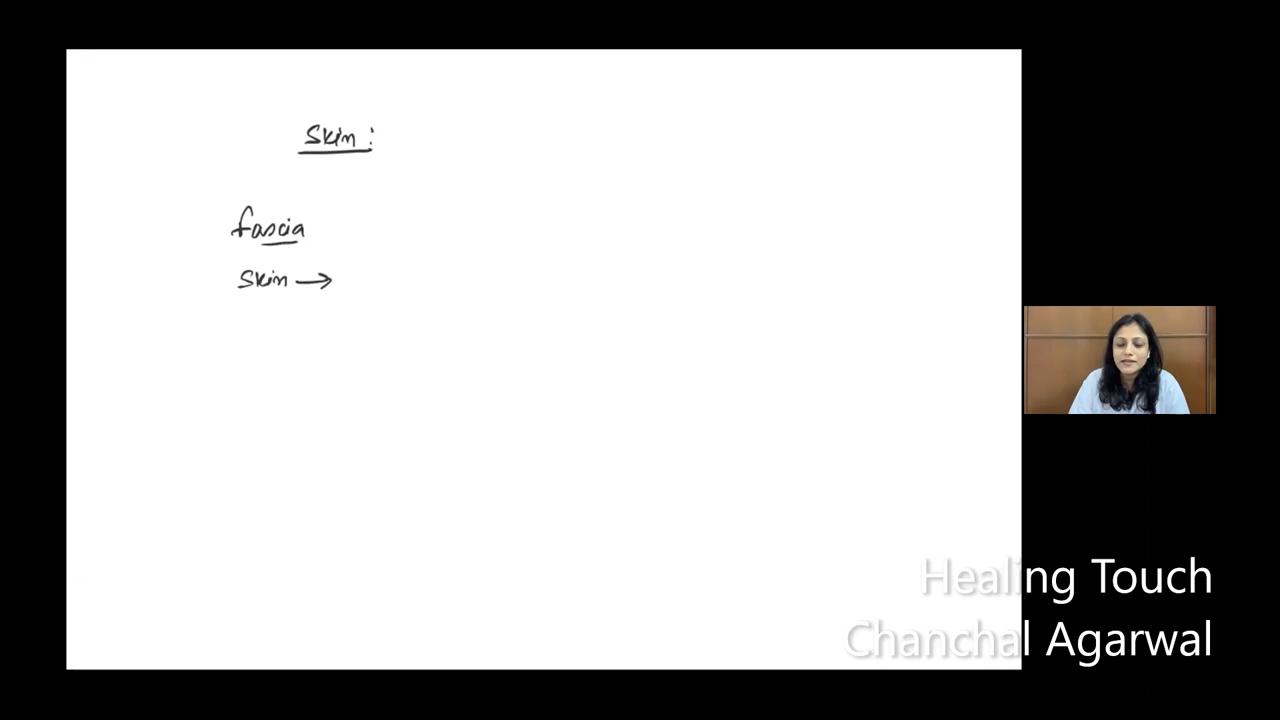 Skin :
fascia
Skin →
Healing Touch
Chanchal Agarwal